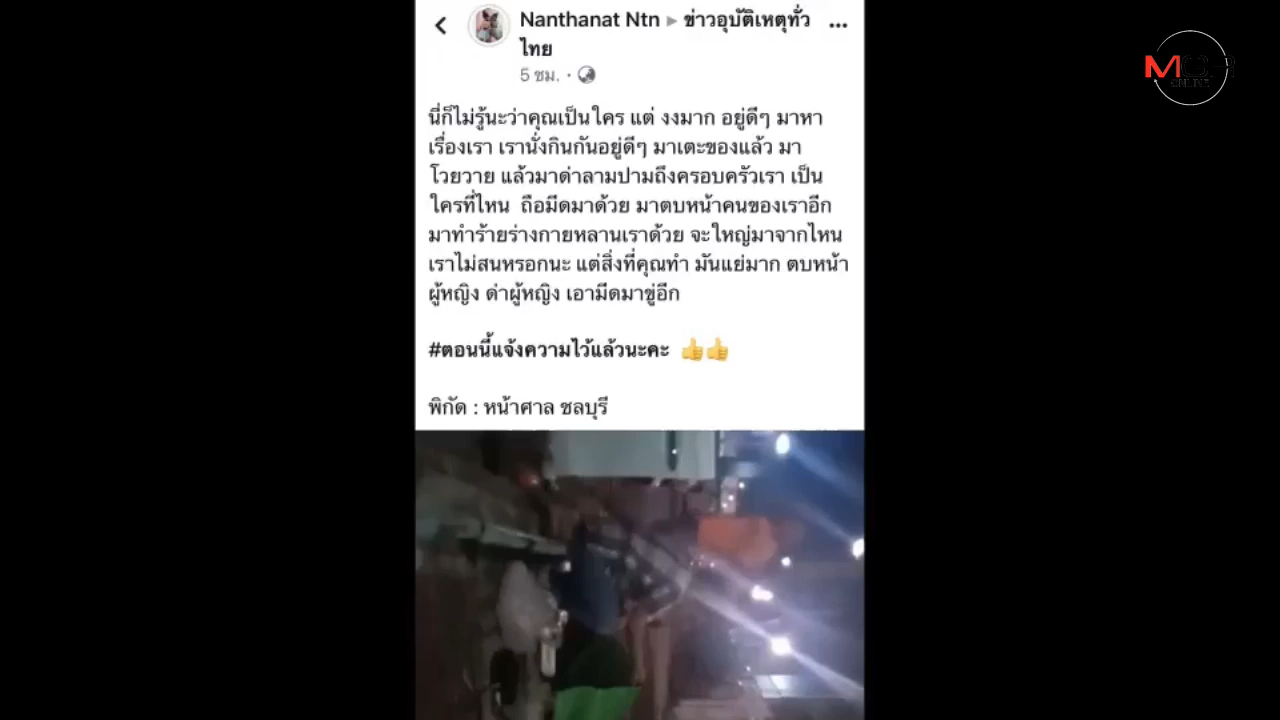 Nanthanat Ntn ▸ ข่าวอุบัติเหตุทั่ว
ไทย
5 ชม.
นี่ก็ไม่รู้นะว่าคุณเป็นใคร แต่ งงมาก อยู่ดีๆ มาหา
เรื่องเรา เรานั่งกินกันอยู่ดีๆ มาเตะของแล้ว มา
โวยวาย แล้วมาด่าลามปามถึงครอบครัวเรา เป็น
ใครที่ไหน ถือมีดมาด้วย มาตบหน้าคนของเราอีก
มาทำร้ายร่างกายหลานเราด้วย จะใหญ่มาจากไหน
เราไม่สนหรอกนะ แต่สิ่งที่คุณทำ มันแย่มาก ตบหน้า
ผู้หญิง ด่าผู้หญิง เอามีดมาขู่อีก
#ตอนนี้แจ้งความไว้แล้วนะคะ 👍👍
พิกัด : หน้าศาล ชลบุรี
ONLINE